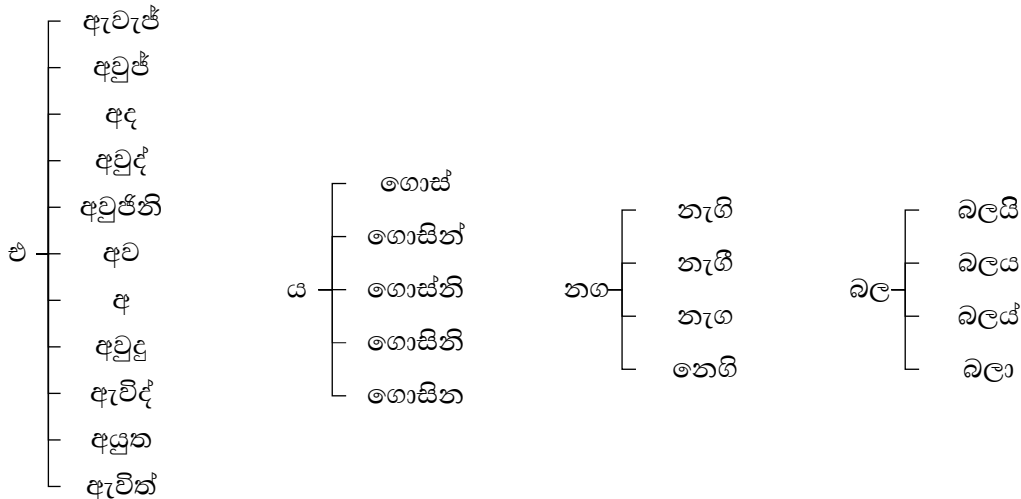 එ
ඇවැජ්
අවුජ්
අද
අවුද්
අවුජිනි
අව
අ
අවුදු
ඇවිද්
අයුත
ඇවිත්
ය
ගොස්
ගොසින්
ගොස්නි
ගොසිනි
ගොසින
නග
නැගි
නැගී
නැග
නෙගි
බල
බලයි
බලය
බලය්
බලා